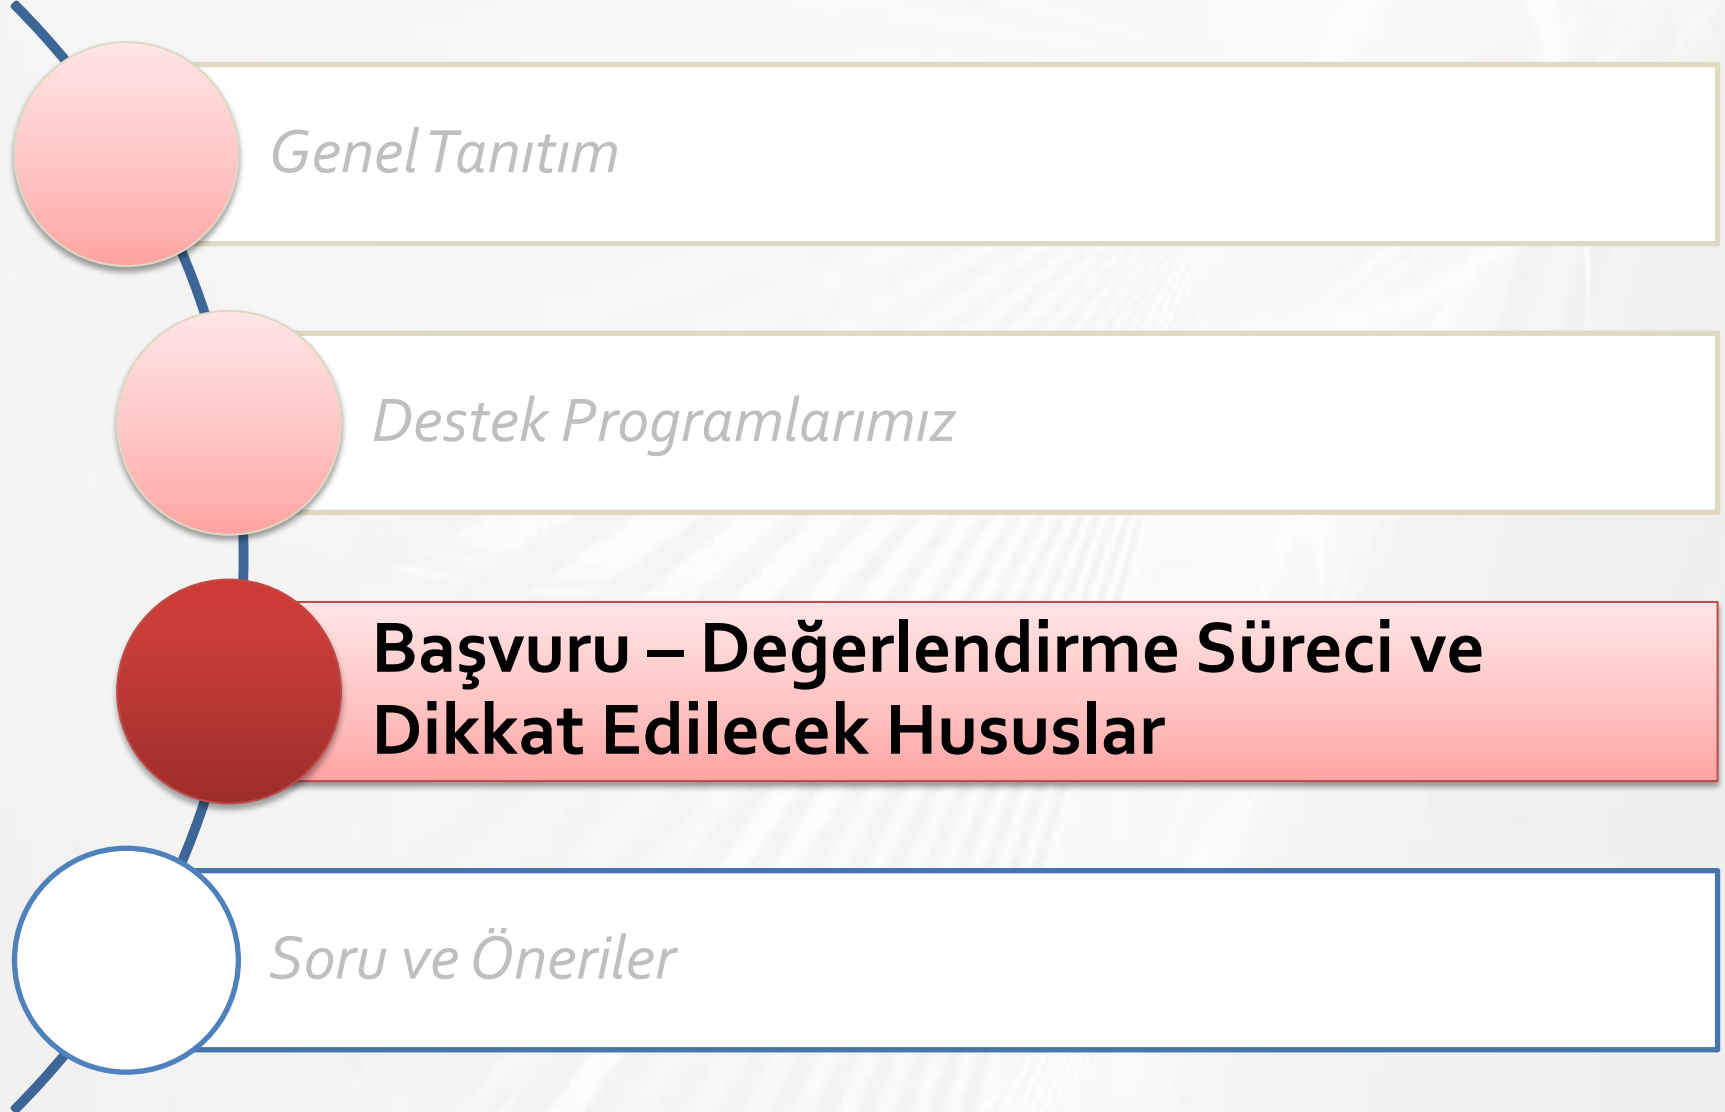 Genel Tanıtım
Destek Programlarımız
Başvuru – Değerlendirme Süreci ve
Dikkat Edilecek Hususlar
Soru ve Öneriler